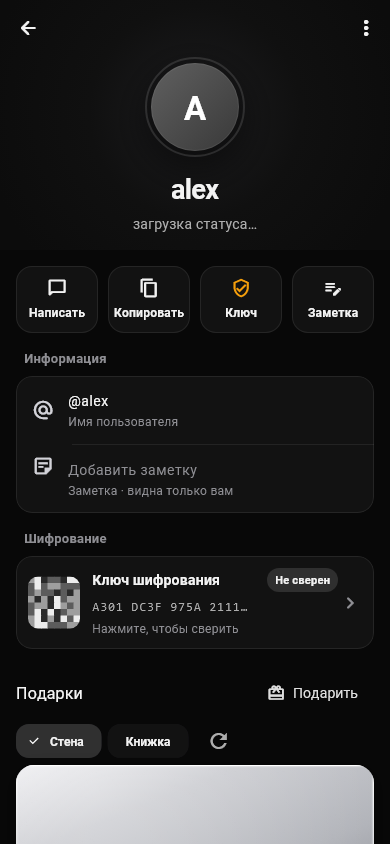 A
alex
загрузка статуса…
Написать
Копировать
Ключ
Заметка
Информация
@alex
Имя пользователя
Добавить заметку
Заметка · видна только вам
Шифрование
Ключ шифрования
Не сверен
A301 DC3F 975A 2111…
Нажмите, чтобы сверить
Подарки
Подарить
Стена
Книжка